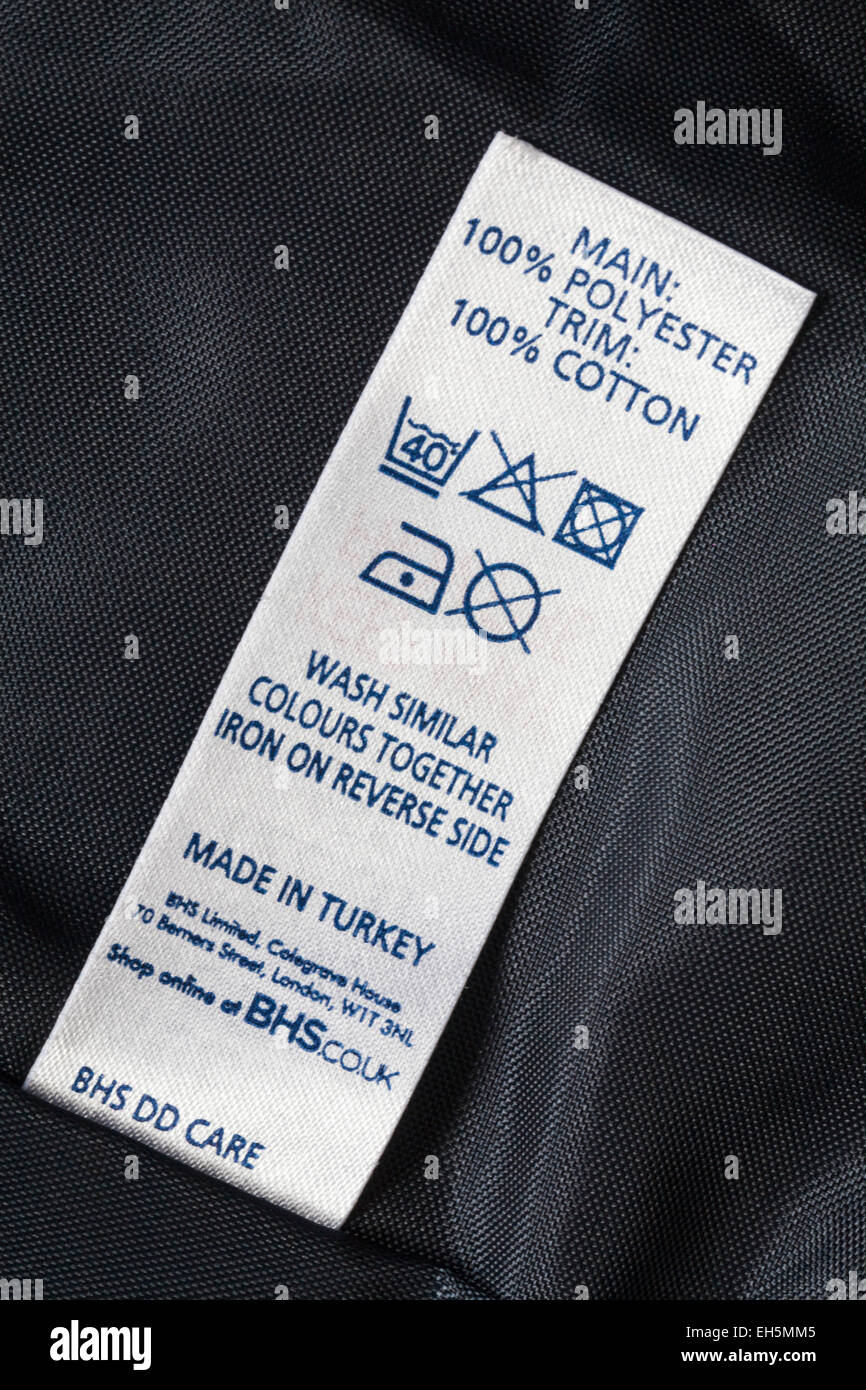 MAIN:
100% POLYESTER
TRIM:
100% COTTON
40°
WASH SIMILAR
COLOURS TOGETHER
IRON ON REVERSE SIDE
MADE IN TURKEY
BHS Limited, Colegrave House
70 Berners Street, London, W1T 3NL
Shop online at BHS.CO.UK
BHS DD CARE
alamy
alamy stock photo
EH5MM5
www.alamy.com